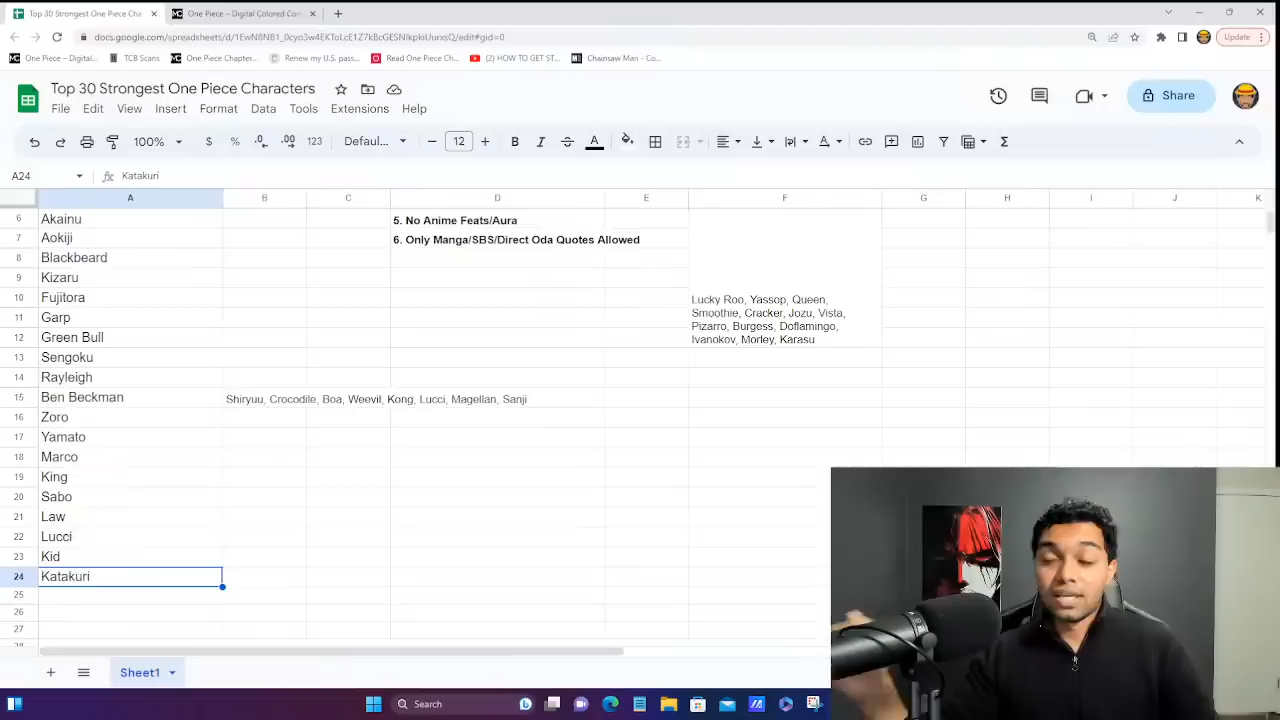 Top 30 Strongest One Piece Cha
One Piece – Digital Colored Con
docs.google.com/spreadsheets/d/
edit#gid=0
Update
One Piece – Digital...
TCB Scans
One Piece Chapter...
Renew my U.S. pass...
Read One Piece Ch...
(2) HOW TO GET ST...
Chainsaw Man - Co...
Top 30 Strongest One Piece Characters
File Edit View Insert Format Data Tools Extensions Help
Share
100% $ % .0 .00 123 Defaul... 12 B I A
A24 fx Katakuri
A B C D E F G H I J K
6 Akainu 5. No Anime Feats/Aura
7 Aokiji 6. Only Manga/SBS/Direct Oda Quotes Allowed
8 Blackbeard
9 Kizaru
10 Fujitora Lucky Roo, Yassop, Queen,
11 Garp Smoothie, Cracker, Jozu, Vista,
Pizarro, Burgess, Doflamingo,
12 Green Bull Ivanokov, Morley, Karasu
13 Sengoku
14 Rayleigh
15 Ben Beckman Shiryuu, Crocodile, Boa, Weevil, Kong, Lucci, Magellan, Sanji
16 Zoro
17 Yamato
18 Marco
19 King
20 Sabo
21 Law
22 Lucci
23 Kid
24 Katakuri
25
26
27
28
Sheet1
Search